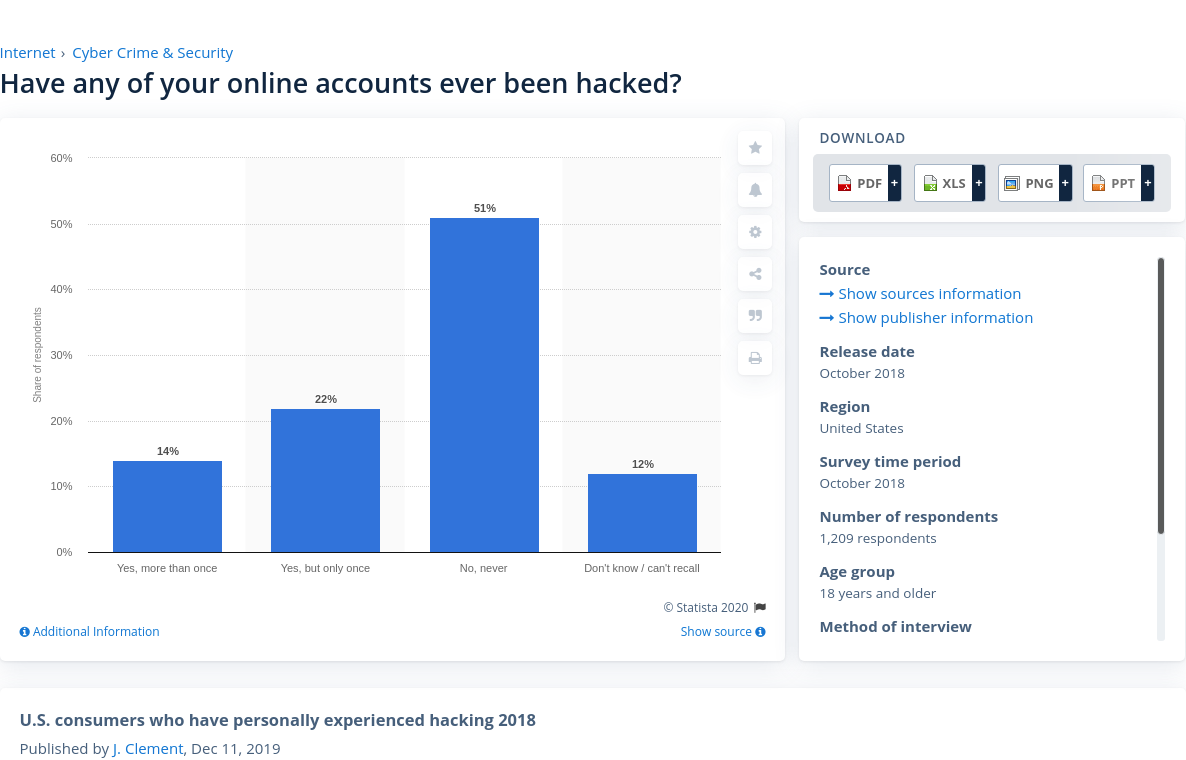 Internet › Cyber Crime & Security
Have any of your online accounts ever been hacked?
60%
50%
40%
30%
20%
10%
0%
Share of respondents
14%
22%
51%
12%
Yes, more than once
Yes, but only once
No, never
Don't know / can't recall
© Statista 2020
Additional Information
Show source
DOWNLOAD
PDF +
XLS +
PNG +
PPT +
Source
Show sources information
Show publisher information
Release date
October 2018
Region
United States
Survey time period
October 2018
Number of respondents
1,209 respondents
Age group
18 years and older
Method of interview
U.S. consumers who have personally experienced hacking 2018
Published by J. Clement, Dec 11, 2019